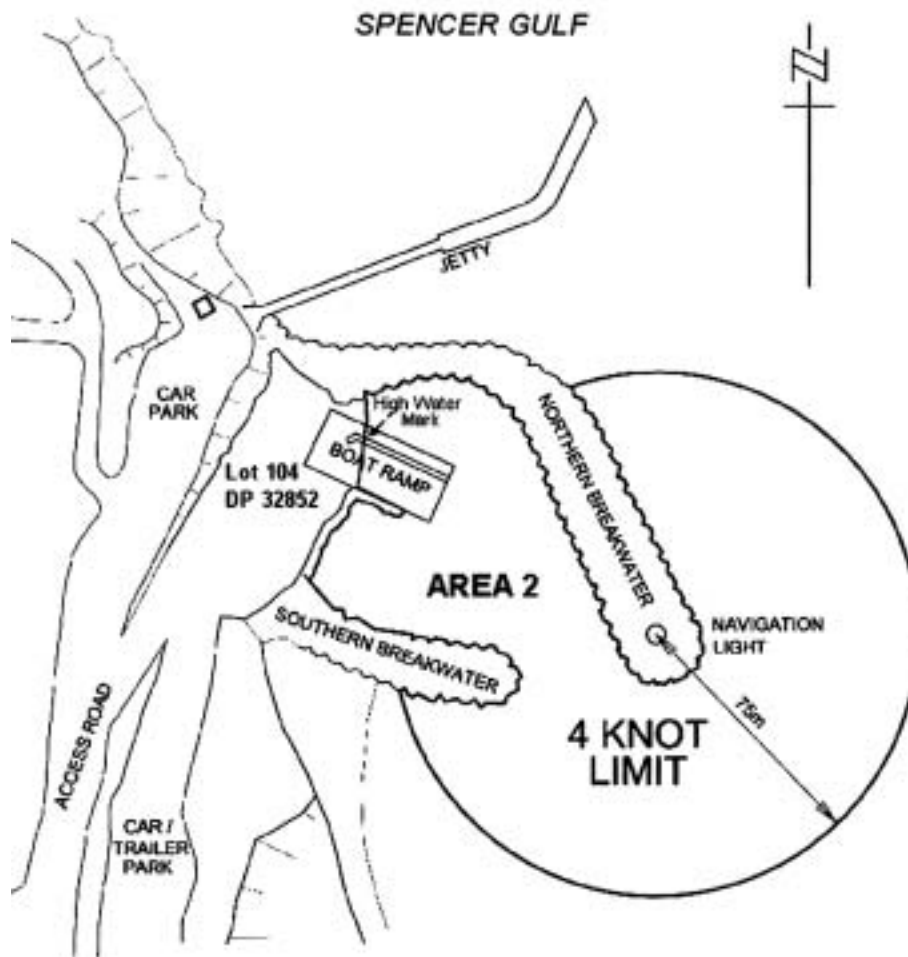 SPENCER GULF
JETTY
CAR
PARK
High Water
Mark
BOAT RAMP
Lot 104
DP 32852
NORTHERN BREAKWATER
AREA 2
SOUTHERN BREAKWATER
NAVIGATION
LIGHT
75m
4 KNOT
LIMIT
ACCESS ROAD
CAR /
TRAILER
PARK